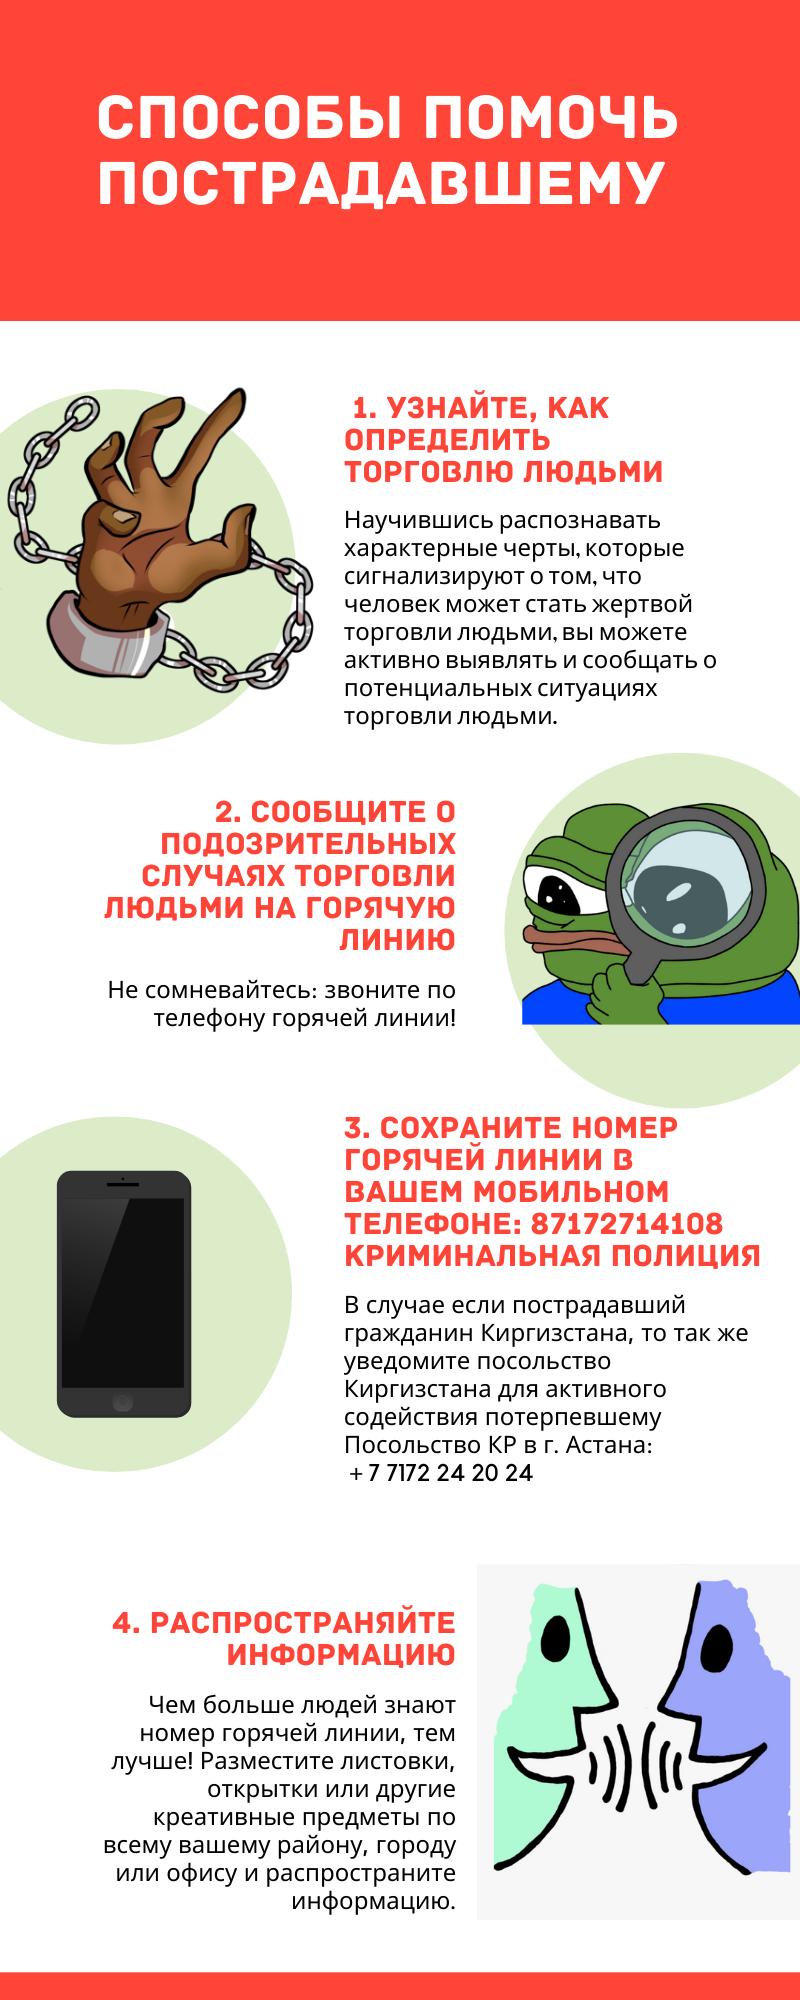 СПОСОБЫ ПОМОЧЬ
ПОСТРАДАВШЕМУ
1. УЗНАЙТЕ, КАК
ОПРЕДЕЛИТЬ
ТОРГОВЛЮ ЛЮДЬМИ
Научившись распознавать
характерные черты, которые
сигнализируют о том, что
человек может стать жертвой
торговли людьми, вы можете
активно выявлять и сообщать о
потенциальных ситуациях
торговли людьми.
2. СООБЩИТЕ О
ПОДОЗРИТЕЛЬНЫХ
СЛУЧАЯХ ТОРГОВЛИ
ЛЮДЬМИ НА ГОРЯЧУЮ
ЛИНИЮ
Не сомневайтесь: звоните по
телефону горячей линии!
3. СОХРАНИТЕ НОМЕР
ГОРЯЧЕЙ ЛИНИИ В
ВАШЕМ МОБИЛЬНОМ
ТЕЛЕФОНЕ: 87172714108
КРИМИНАЛЬНАЯ ПОЛИЦИЯ
В случае если пострадавший
гражданин Киргизстана, то так же
уведомите посольство
Киргизстана для активного
содействия потерпевшему
Посольство КР в г. Астана:
+ 7 7172 24 20 24
4. РАСПРОСТРАНЯЙТЕ
ИНФОРМАЦИЮ
Чем больше людей знают
номер горячей линии, тем
лучше! Разместите листовки,
открытки или другие
креативные предметы по
всему вашему району, городу
или офису и распространите
информацию.